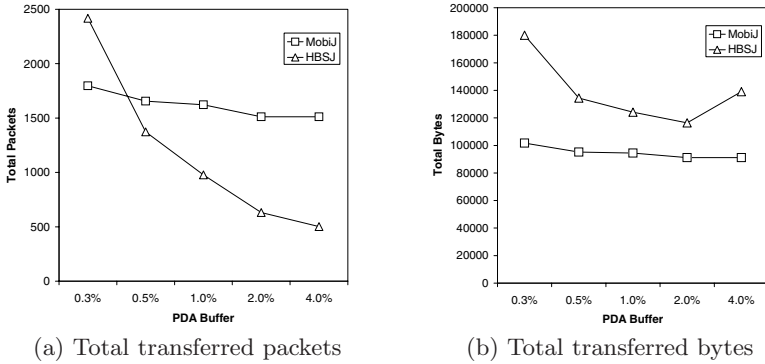 2500
2000
1500
1000
500
0
Total Packets
MobiJ
HBSJ
0.3% 0.5% 1.0% 2.0% 4.0%
PDA Buffer
(a) Total transferred packets
200000
180000
160000
140000
120000
100000
80000
60000
40000
20000
0
Total Bytes
MobiJ
HBSJ
0.3% 0.5% 1.0% 2.0% 4.0%
PDA Buffer
(b) Total transferred bytes